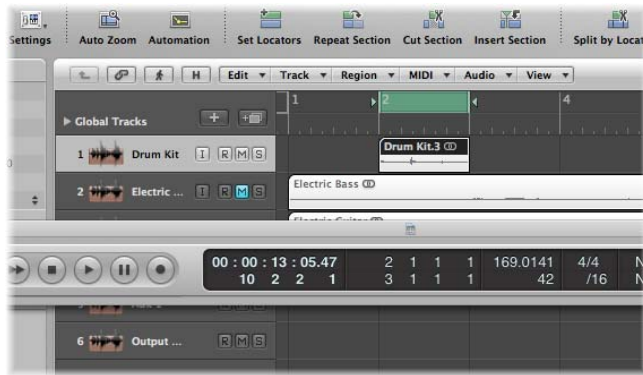 Settings Auto Zoom Automation Set Locators Repeat Section Cut Section Insert Section Split by Locat
H Edit Track Region MIDI Audio View
1 2 4
Global Tracks
1 Drum Kit I R M S Drum Kit.3
2 Electric ... I R M S Electric Bass
Electric Guitar
00 : 00 : 13 : 05.47 2 1 1 1 169.0141 4/4 N
10 2 2 1 3 1 1 1 42 /16 N
6 Output ... R M S